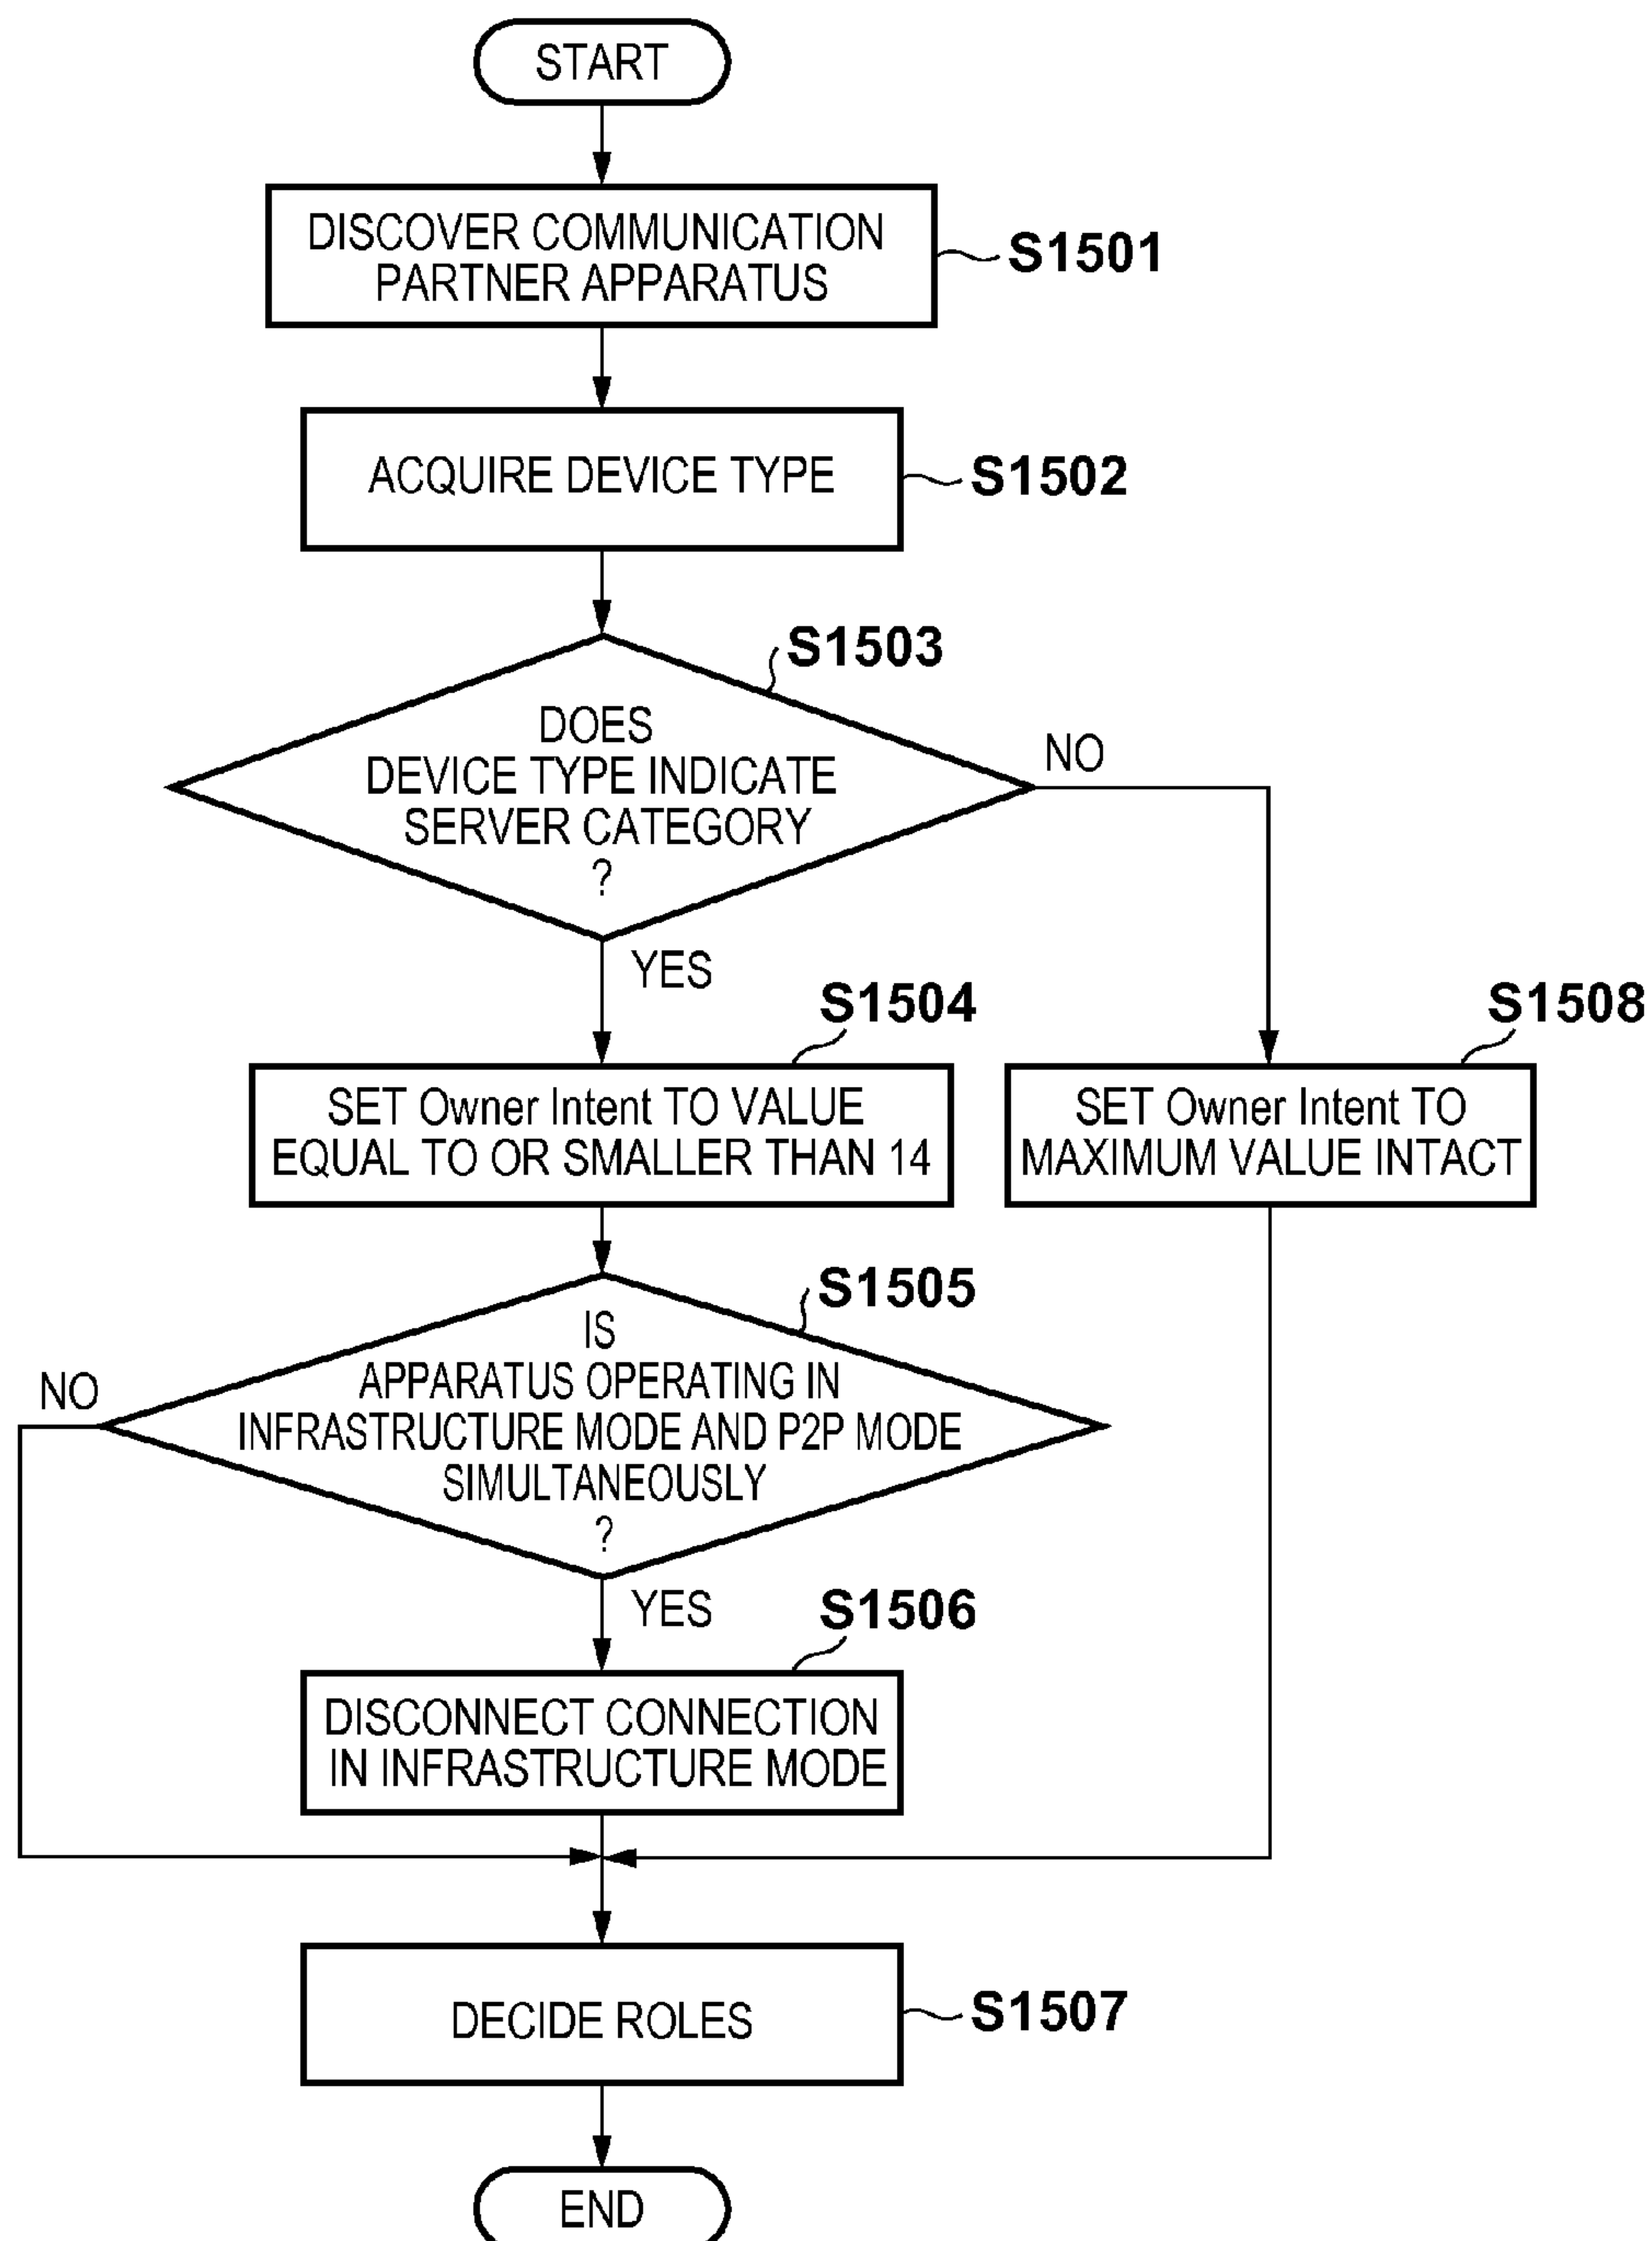 START
DISCOVER COMMUNICATION
PARTNER APPARATUS
S1501
ACQUIRE DEVICE TYPE
S1502
S1503
DOES
DEVICE TYPE INDICATE
SERVER CATEGORY
?
NO
YES
S1504
SET Owner Intent TO VALUE
EQUAL TO OR SMALLER THAN 14
S1508
SET Owner Intent TO
MAXIMUM VALUE INTACT
S1505
IS
APPARATUS OPERATING IN
INFRASTRUCTURE MODE AND P2P MODE
SIMULTANEOUSLY
?
NO
YES
S1506
DISCONNECT CONNECTION
IN INFRASTRUCTURE MODE
DECIDE ROLES
S1507
END